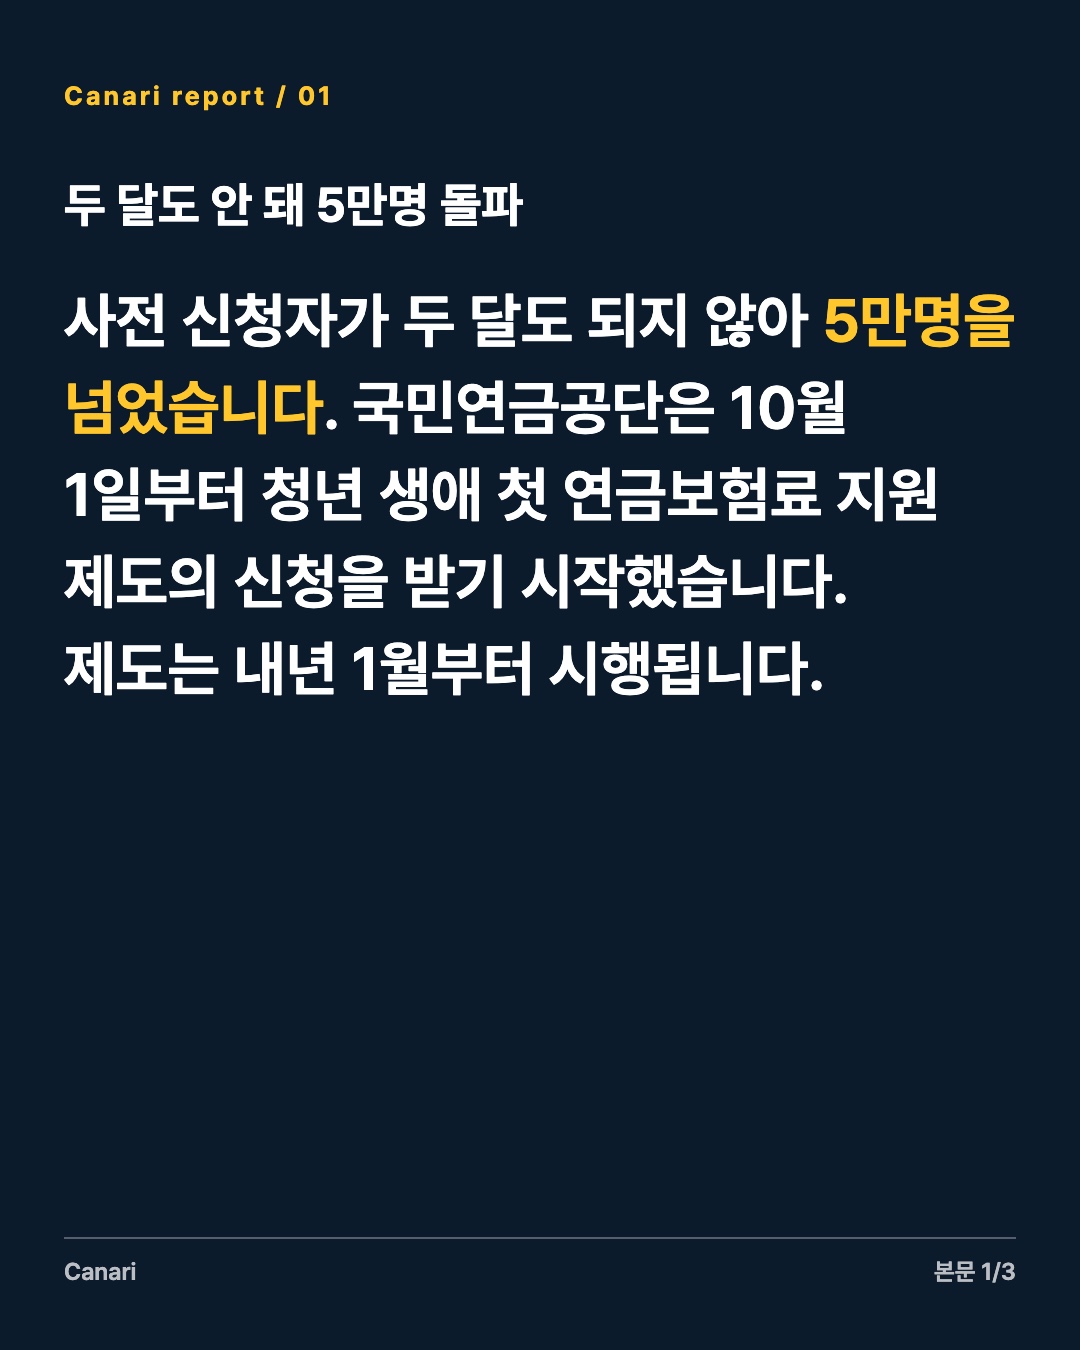 Canari report / 01
두 달도 안 돼 5만명 돌파
사전 신청자가 두 달도 되지 않아 5만명을
넘었습니다. 국민연금공단은 10월
1일부터 청년 생애 첫 연금보험료 지원
제도의 신청을 받기 시작했습니다.
제도는 내년 1월부터 시행됩니다.
Canari
본문 1/3